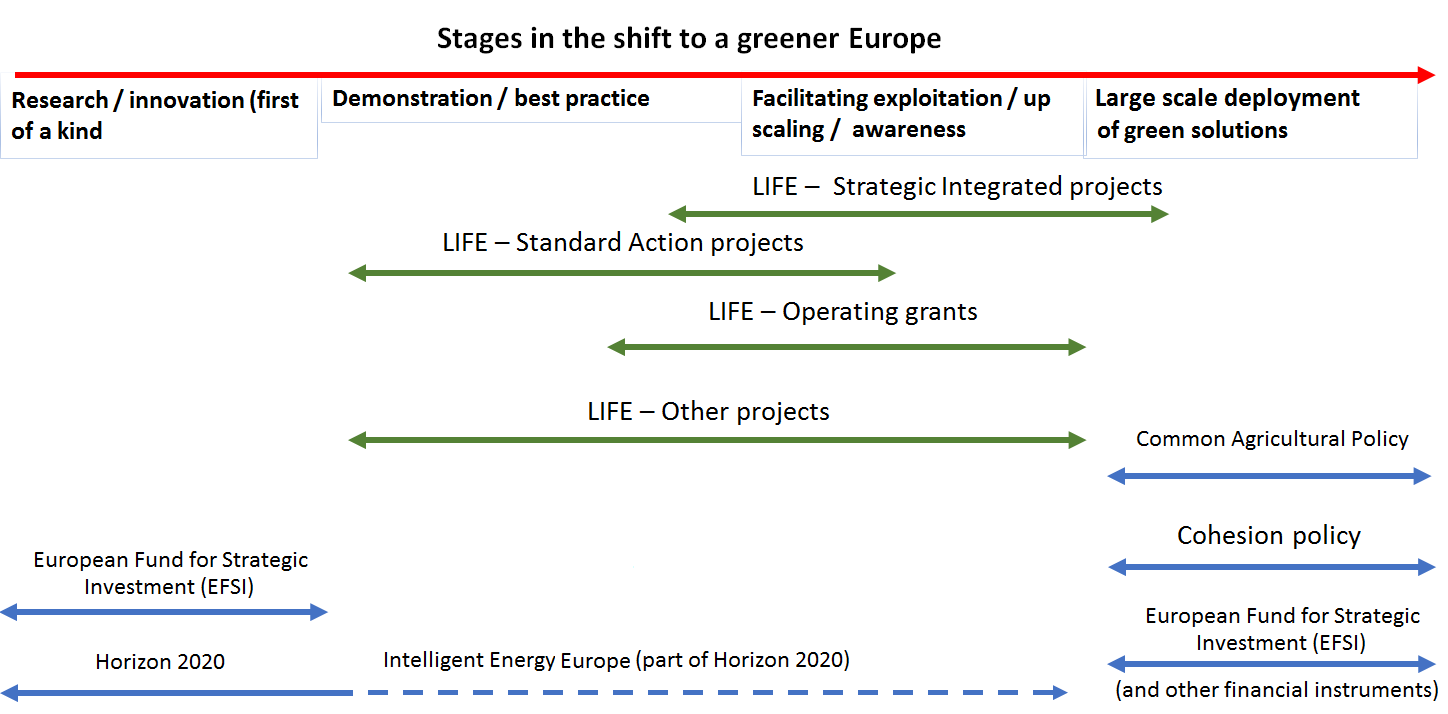 Stages in the shift to a greener Europe
Research / innovation (first
of a kind
Demonstration / best practice
Facilitating exploitation / up
scaling /  awareness
Large scale deployment
of green solutions
LIFE –  Strategic Integrated projects
LIFE – Standard Action projects
LIFE – Operating grants
LIFE – Other projects
Common Agricultural Policy
Cohesion policy
European Fund for Strategic
Investment (EFSI)
European Fund for Strategic
Investment (EFSI)
Horizon 2020
Intelligent Energy Europe (part of Horizon 2020)
(and other financial instruments)